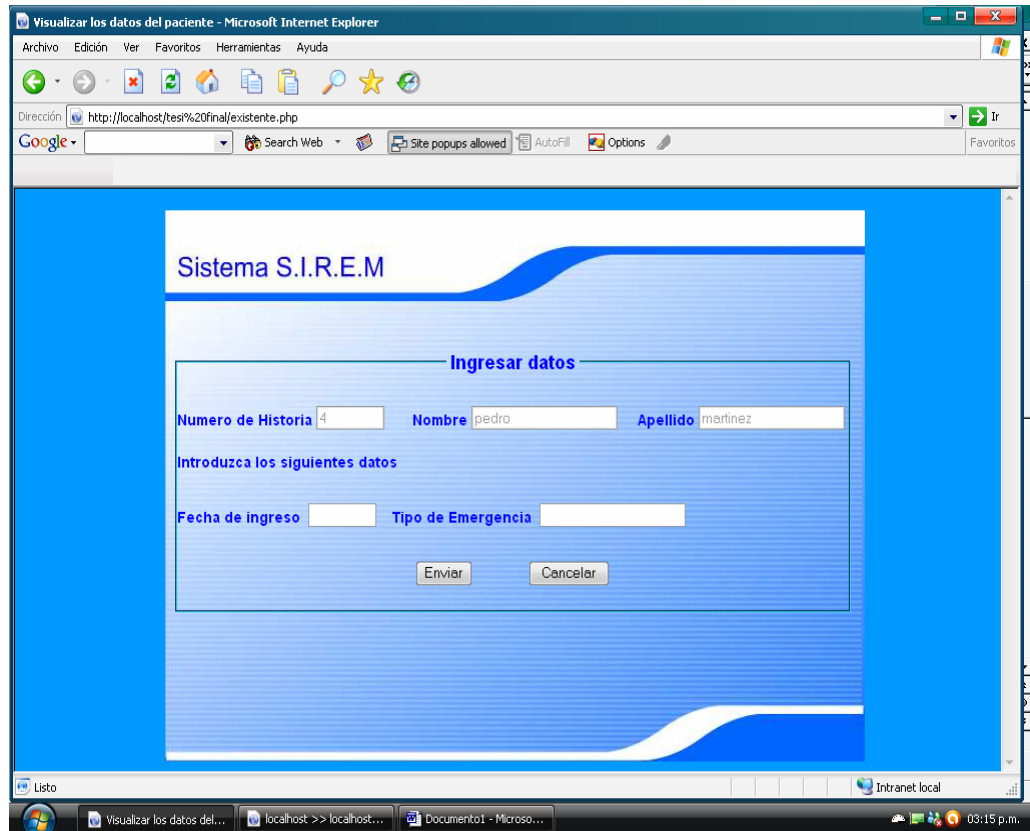 Visualizar los datos del paciente - Microsoft Internet Explorer
Archivo Edición Ver Favoritos Herramientas Ayuda
Dirección http://localhost/tesi%20final/existente.php Ir
Google Search Web Site popups allowed AutoFill Options Favoritos
Sistema S.I.R.E.M
Ingresar datos
Numero de Historia 4 Nombre pedro Apellido martinez
Introduzca los siguientes datos
Fecha de ingreso Tipo de Emergencia
Enviar Cancelar
Listo Intranet local
Visualizar los datos del... localhost >> localhost... Documento1 - Microso... 03:15 p.m.